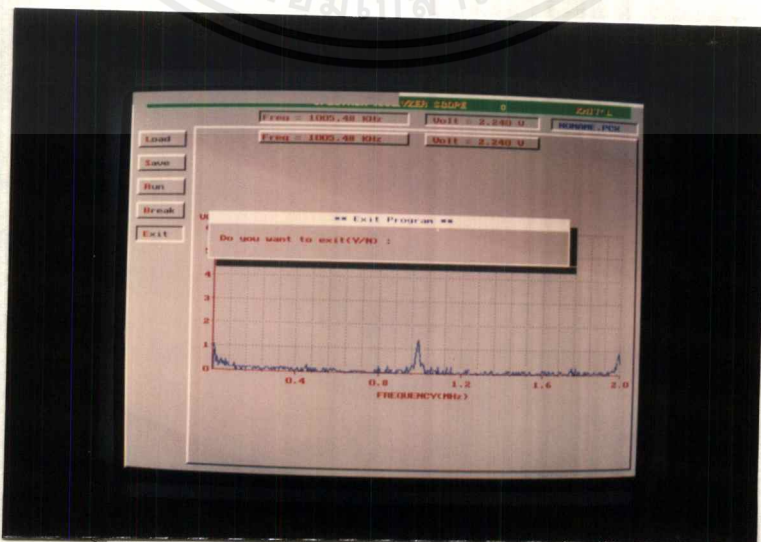 Freq = 1005.48 KHz Volt = 2.240 V NONAME.PCX
Freq = 1005.48 KHz Volt = 2.240 V
Load
Save
Run
Break
Exit
** Exit Program **
Do you want to exit(Y/N) :
4
3
2
1
0
0.4 0.8 1.2 1.6 2.0
FREQUENCY(MHz)